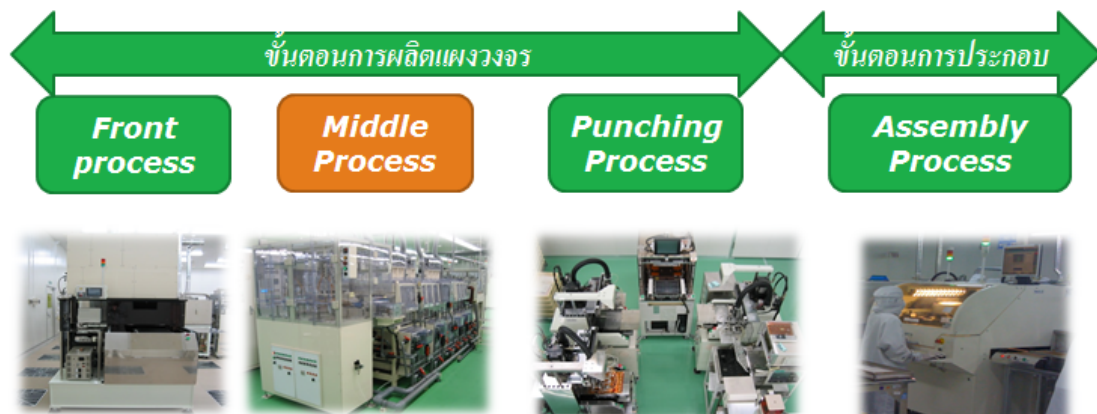 ขั้นตอนการผลิตแผงวงจร
ขั้นตอนการประกอบ
Front
process
Middle
Process
Punching
Process
Assembly
Process